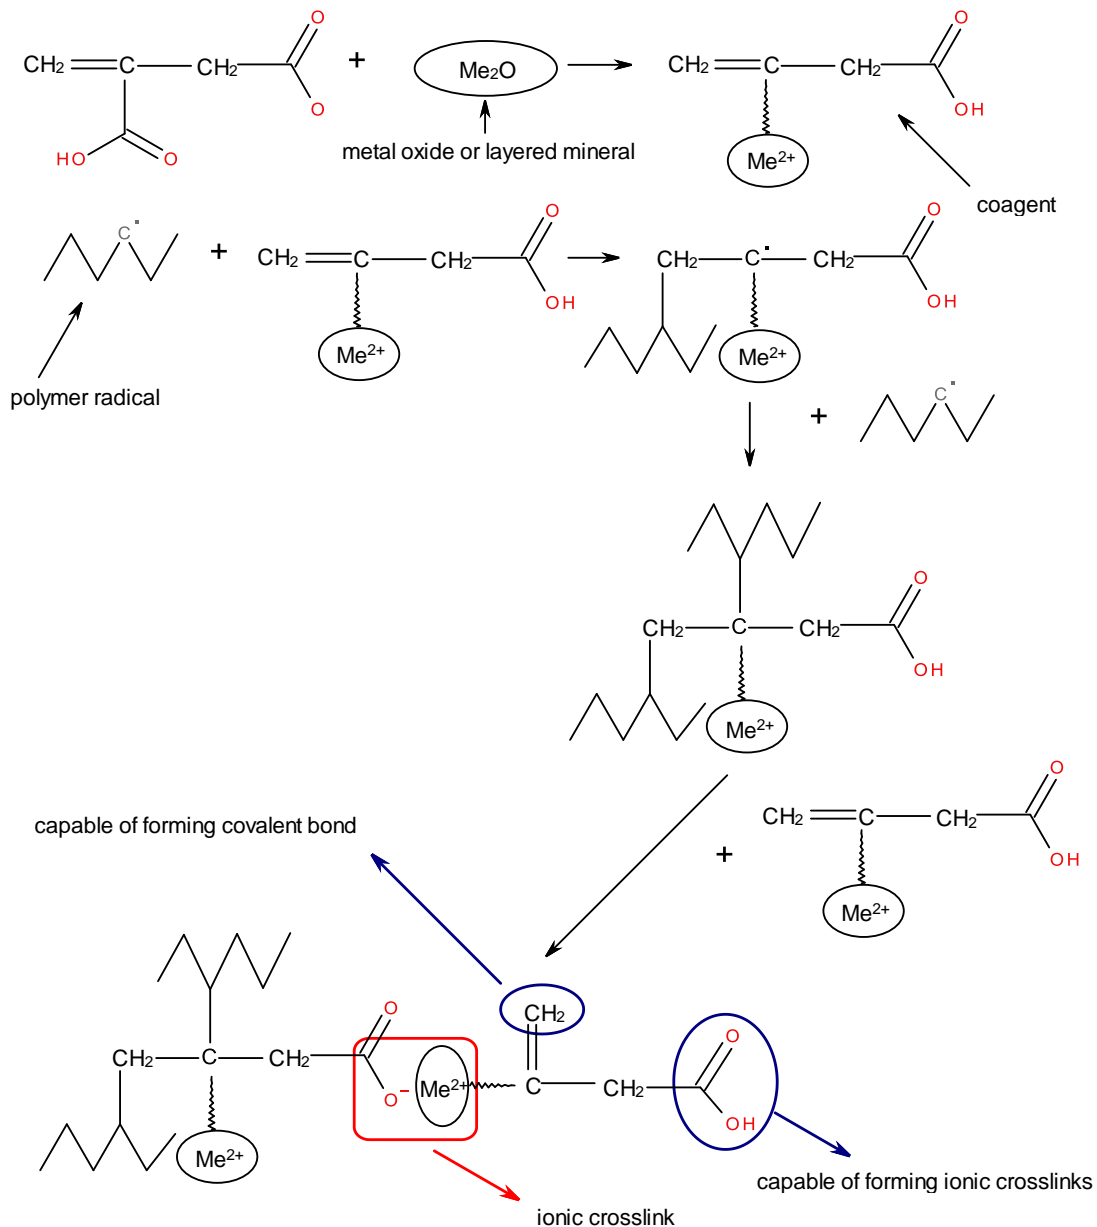 O
O
CH2 C CH2 + Me2O CH2 C CH2
O OH
HO O metal oxide or layered mineral Me2+
coagent
C
O O
+ CH2 C CH2 CH2 C CH2
OH OH
Me2+ Me2+
polymer radical
+ C
O
CH2 C CH2
OH
Me2+
O
capable of forming covalent bond
CH2 C CH2
+ OH
Me2+
O CH2 O
CH2 C CH2 Me2+ C CH2
O− OH
Me2+
capable of forming ionic crosslinks
ionic crosslink